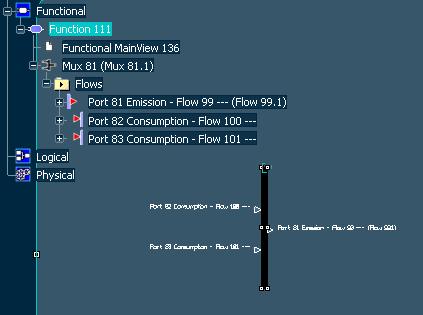 Functional
Function 111
Functional MainView 136
Mux 81 (Mux 81.1)
Flows
Port 81 Emission - Flow 99 --- (Flow 99.1)
Port 82 Consumption - Flow 100 ---
Port 83 Consumption - Flow 101 ---
Logical
Physical
Port 82 Consumption - Flow 100 ---
Port 81 Emission - Flow 99 --- (Flow 99.1)
Port 83 Consumption - Flow 101 ---